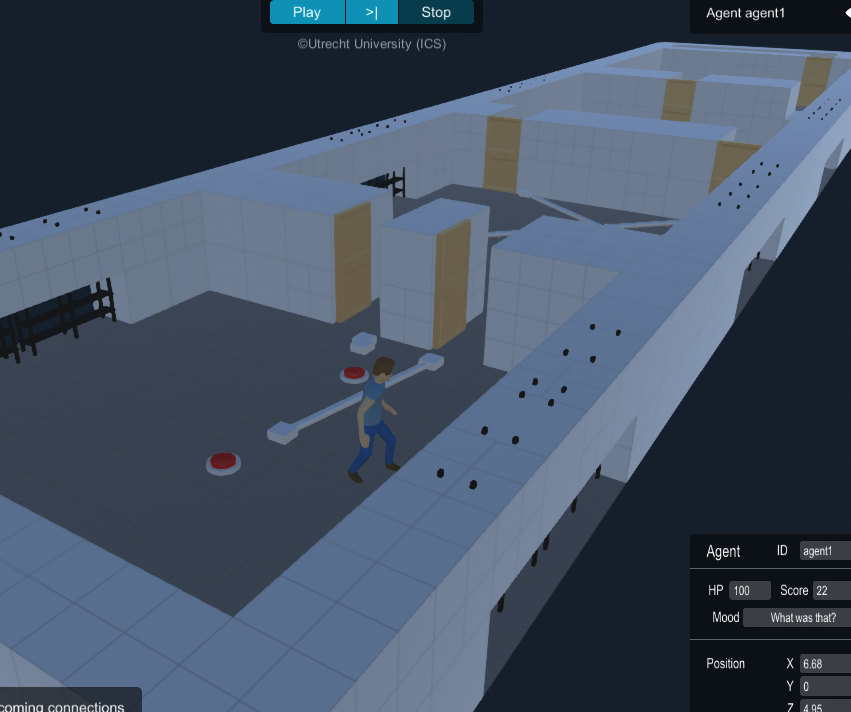 Play >| Stop
Agent agent1
©Utrecht University (ICS)
Agent ID agent1
HP 100 Score 22
Mood What was that?
Position X 6.68
Y 0
Z 4.95
coming connections